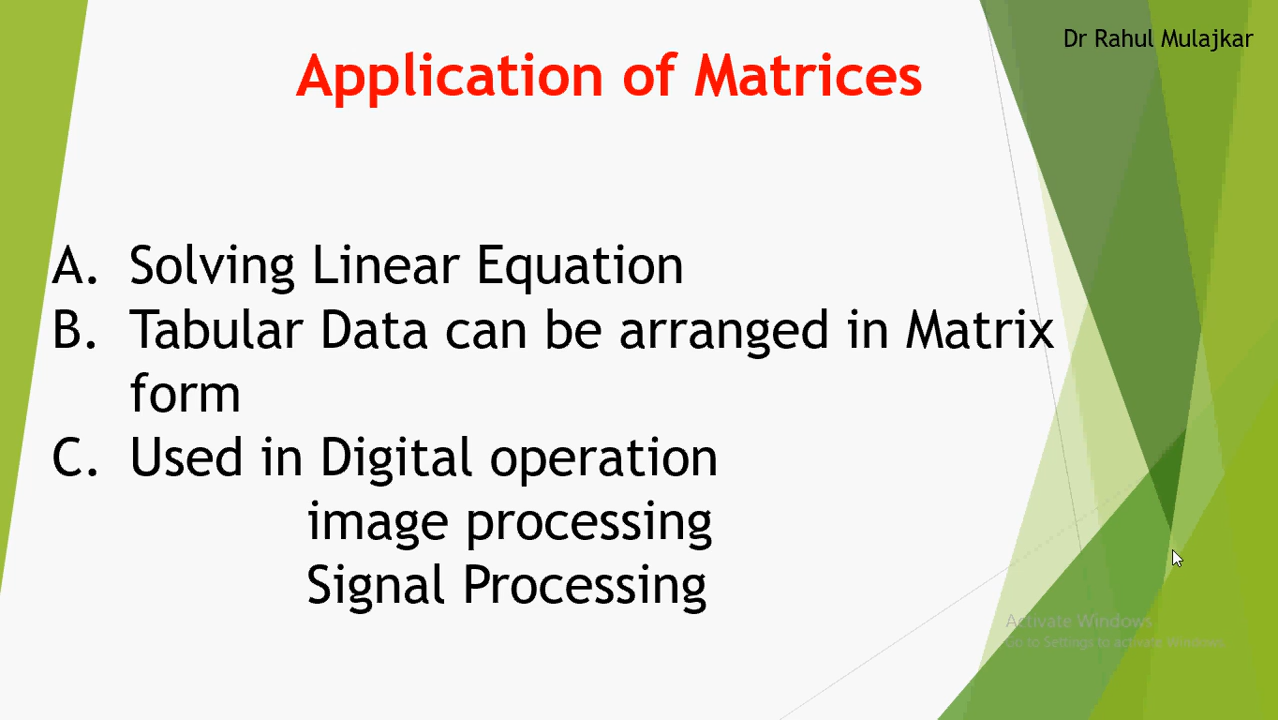 Dr Rahul Mulajkar
Application of Matrices
A. Solving Linear Equation
B. Tabular Data can be arranged in Matrix
form
C. Used in Digital operation
image processing
Signal Processing
Activate Windows
Go to Settings to activate Windows.